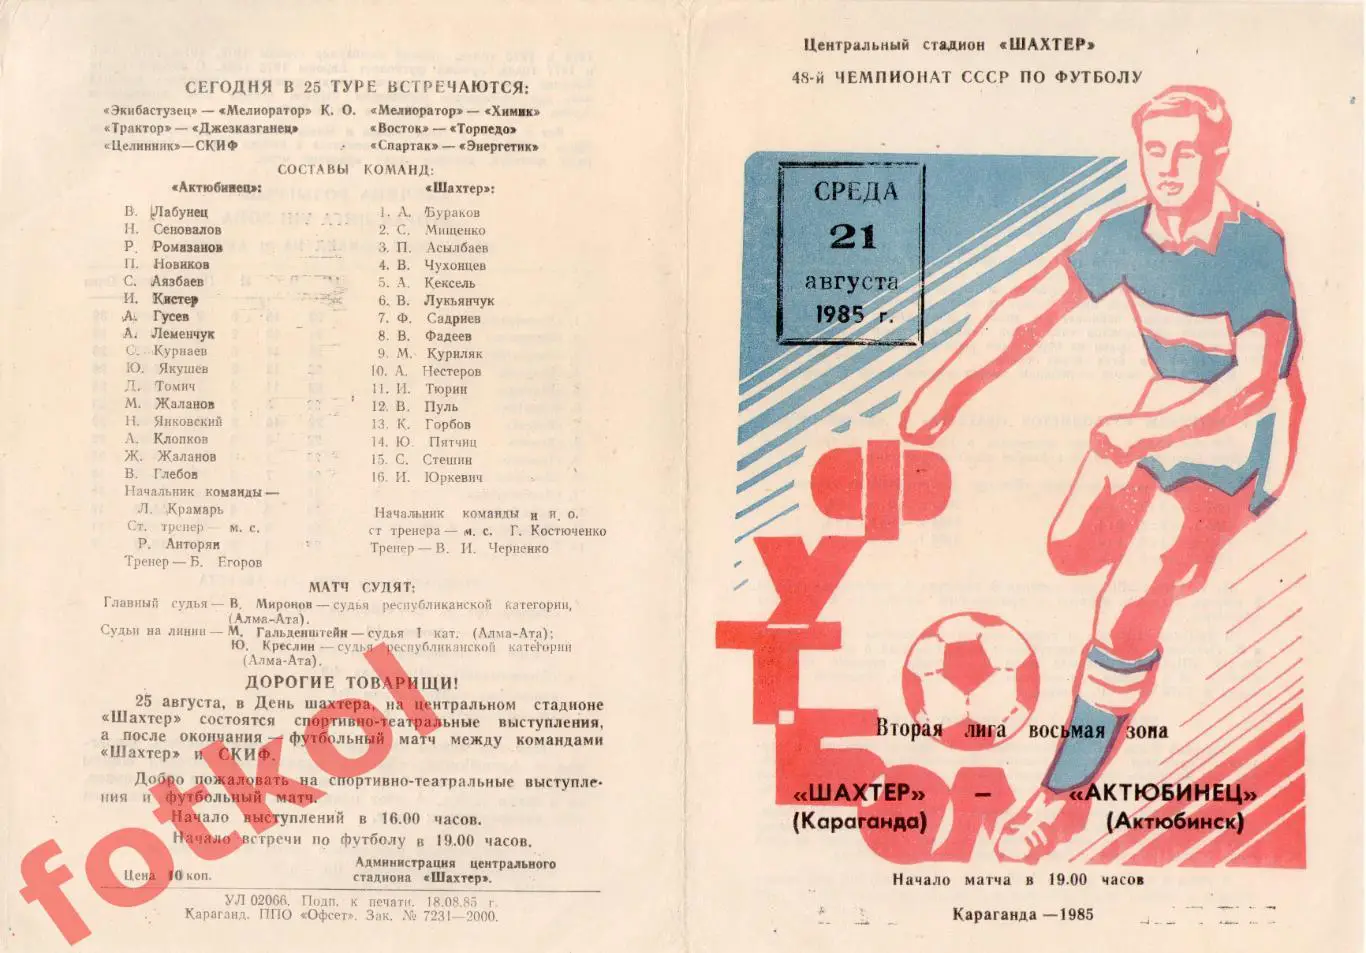 СЕГОДНЯ В 25 ТУРЕ ВСТРЕЧАЮТСЯ:
«Экибастузец» — «Мелиоратор» К. О. «Мелиоратор» — «Химик»
«Трактор» — «Джезказганец» «Восток» — «Торпедо»
«Целинник» — СКИФ «Спартак» — «Энергетик»
СОСТАВЫ КОМАНД:
«Актюбинец»:
В. Лабунец
Н. Сеновалов
Р. Ромазанов
П. Новиков
С. Аязбаев
И. Кистер
А. Гусев
А. Леменчук
С. Курнаев
Ю. Якушев
Д. Томич
М. Жаланов
Н. Янковский
А. Клопков
Ж. Жаланов
В. Глебов
Начальник команды —
Л. Крамарь
Ст. тренер — м. с.
Р. Анторян
Тренер — Б. Егоров
«Шахтер»:
1. А. Бураков
2. С. Мищенко
3. П. Асылбаев
4. В. Чухонцев
5. А. Кексель
6. В. Лукьянчук
7. Ф. Садриев
8. В. Фадеев
9. М. Куриляк
10. А. Нестеров
11. И. Тюрин
12. В. Пуль
13. К. Горбов
14. Ю. Пятчиц
15. С. Стешин
16. И. Юркевич
Начальник команды и и. о.
ст тренера — м. с. Г. Костюченко
Тренер — В. И. Черненко
МАТЧ СУДЯТ:
Главный судья — В. Миронов — судья республиканской категории,
(Алма-Ата).
Судьи на линии — М. Гальденштейн — судья I кат. (Алма-Ата);
Ю. Креслин — судья республиканской категории
(Алма-Ата).
ДОРОГИЕ ТОВАРИЩИ!
25 августа, в День шахтера, на центральном стадионе
«Шахтер» состоятся спортивно-театральные выступления,
а после окончания — футбольный матч между командами
«Шахтер» и СКИФ.
Добро пожаловать на спортивно-театральные выступле-
ния и футбольный матч.
Начало выступлений в 16.00 часов.
Начало встречи по футболу в 19.00 часов.
Администрация центрального
стадиона «Шахтер».
Цена 10 коп.
УЛ 02066. Подп. к печати. 18.08.85 г.
Караганд. ППО «Офсет». Зак. № 7231—2000.
fotkol
Центральный стадион «ШАХТЕР»
48-й ЧЕМПИОНАТ СССР ПО ФУТБОЛУ
СРЕДА
21
августа
1985 г.
ФУТБОЛ
Вторая лига восьмая зона
«ШАХТЕР» — «АКТЮБИНЕЦ»
(Караганда) (Актюбинск)
Начало матча в 19.00 часов
Караганда — 1985